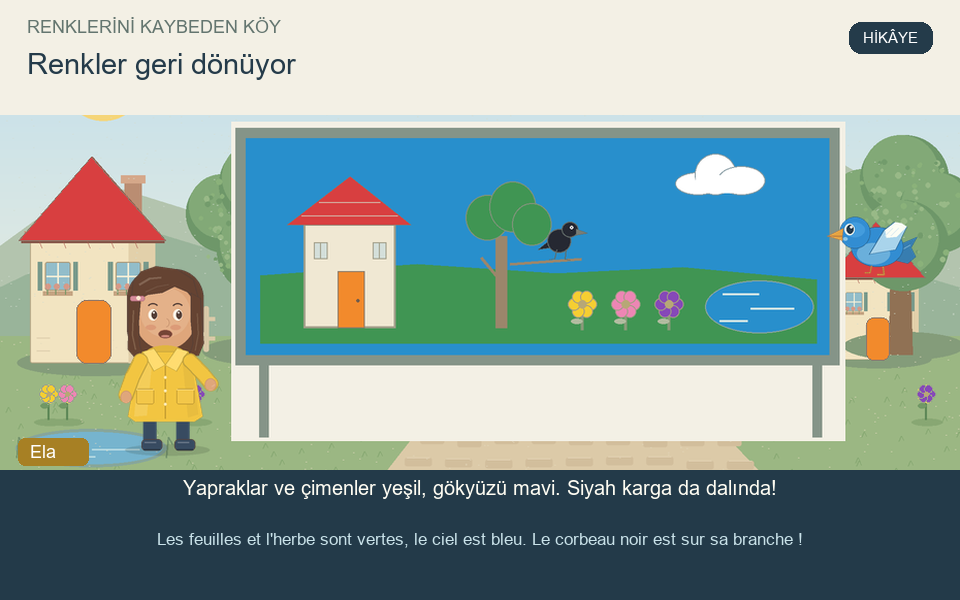 RENKLERİNİ KAYBEDEN KÖY
HİKÂYE
Renkler geri dönüyor
Ela
Yapraklar ve çimenler yeşil, gökyüzü mavi. Siyah karga da dalında!
Les feuilles et l'herbe sont vertes, le ciel est bleu. Le corbeau noir est sur sa branche !